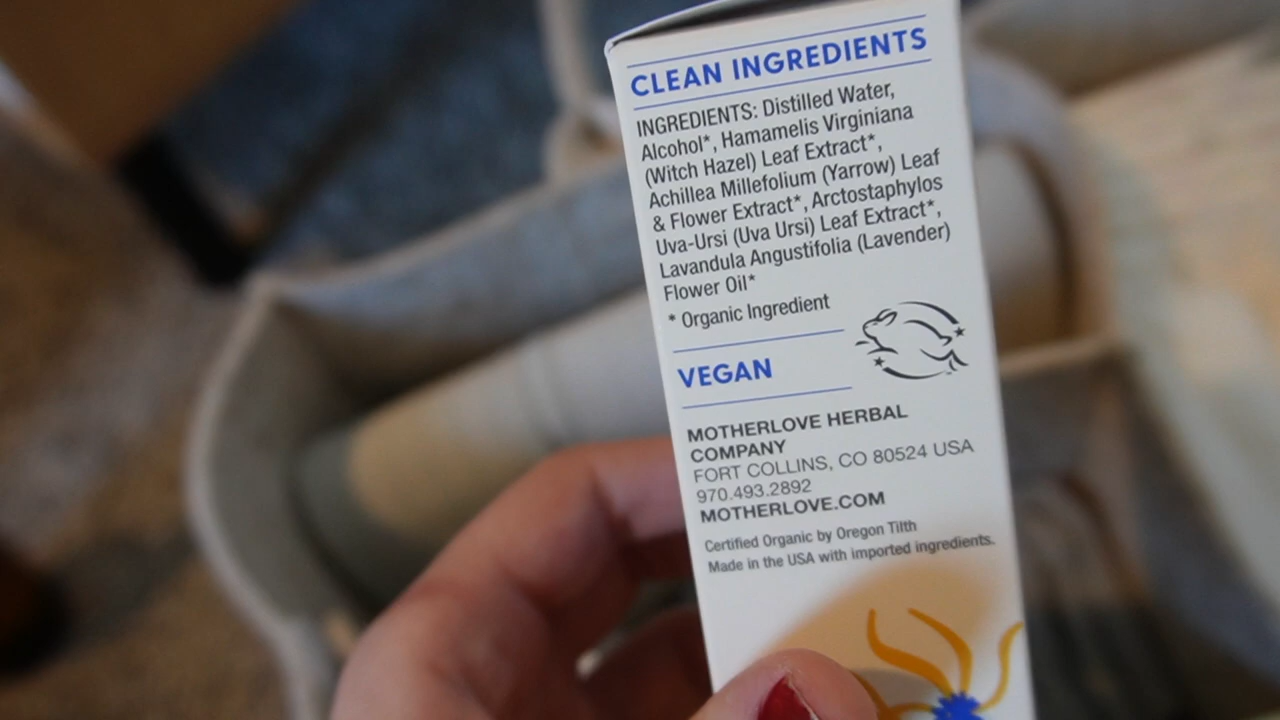 CLEAN INGREDIENTS
INGREDIENTS: Distilled Water,
Alcohol*, Hamamelis Virginiana
(Witch Hazel) Leaf Extract*,
Achillea Millefolium (Yarrow) Leaf
& Flower Extract*, Arctostaphylos
Uva-Ursi (Uva Ursi) Leaf Extract*,
Lavandula Angustifolia (Lavender)
Flower Oil*
* Organic Ingredient
VEGAN
MOTHERLOVE HERBAL
COMPANY
FORT COLLINS, CO 80524 USA
970.493.2892
MOTHERLOVE.COM
Certified Organic by Oregon Tilth
Made in the USA with imported ingredients.